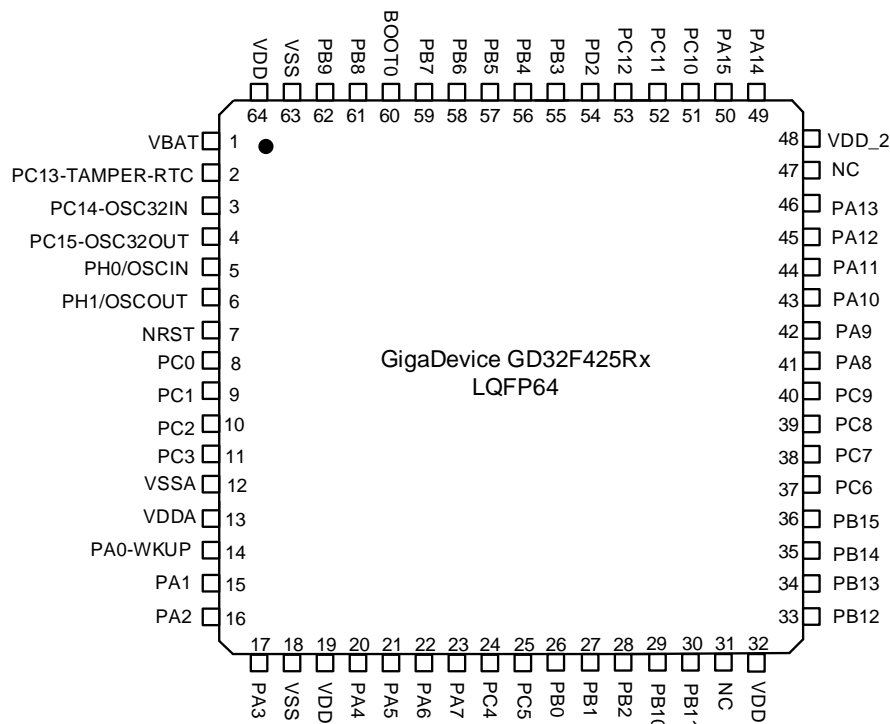 VDD VSS PB9 PB8 BOOT0 PB7 PB6 PB5 PB4 PB3 PD2 PC12 PC11 PC10 PA15 PA14
64 63 62 61 60 59 58 57 56 55 54 53 52 51 50 49
VBAT 1 48 VDD_2
PC13-TAMPER-RTC 2 47 NC
PC14-OSC32IN 3 46 PA13
PC15-OSC32OUT 4 45 PA12
PH0/OSCIN 5 44 PA11
PH1/OSCOUT 6 43 PA10
NRST 7 42 PA9
PC0 8 41 PA8
GigaDevice GD32F425Rx
LQFP64
PC1 9 40 PC9
PC2 10 39 PC8
PC3 11 38 PC7
VSSA 12 37 PC6
VDDA 13 36 PB15
PA0-WKUP 14 35 PB14
PA1 15 34 PB13
PA2 16 33 PB12
17 18 19 20 21 22 23 24 25 26 27 28 29 30 31 32
PA3 VSS VDD PA4 PA5 PA6 PA7 PC4 PC5 PB0 PB1 PB2 PB10 NC VDD